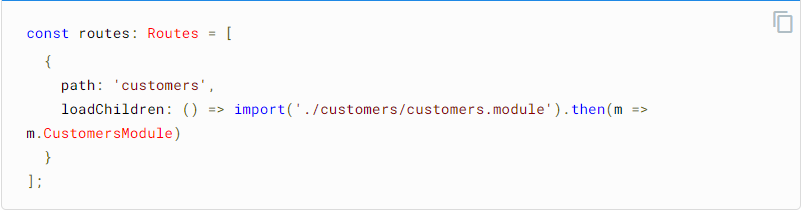 const routes: Routes = [
  {
    path: 'customers',
    loadChildren: () => import('./customers/customers.module').then(m =>
m.CustomersModule)
  }
];